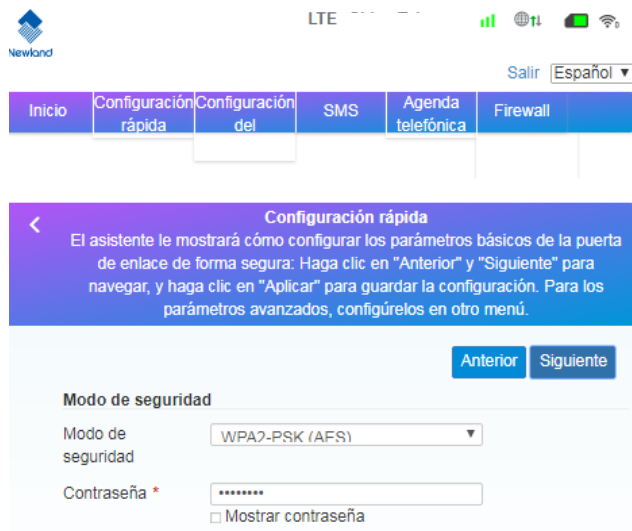 LTE
Newland
Salir Español
Inicio Configuración rápida Configuración del SMS Agenda telefónica Firewall
Configuración rápida
El asistente le mostrará cómo configurar los parámetros básicos de la puerta
de enlace de forma segura: Haga clic en "Anterior" y "Siguiente" para
navegar, y haga clic en "Aplicar" para guardar la configuración. Para los
parámetros avanzados, configúrelos en otro menú.
Anterior Siguiente
Modo de seguridad
Modo de
seguridad
WPA2-PSK (AES)
Contraseña *
Mostrar contraseña